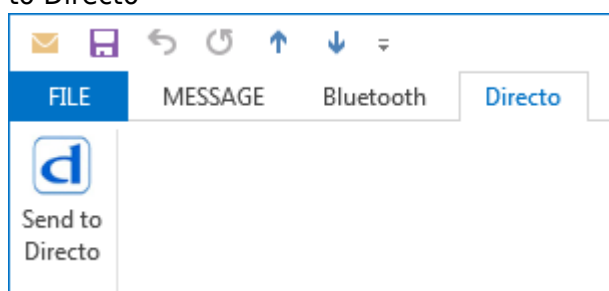 to Directo
FILE MESSAGE Bluetooth Directo
d
Send to
Directo